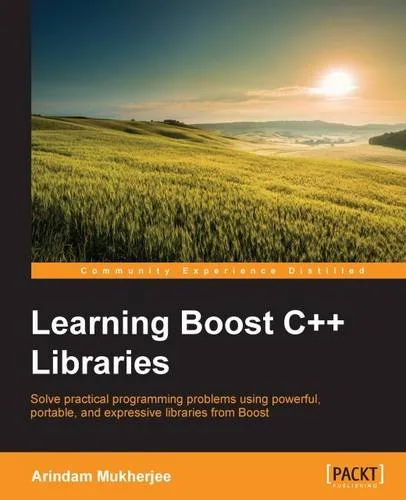 Community Experience Distilled
Learning Boost C++
Libraries
Solve practical programming problems using powerful,
portable, and expressive libraries from Boost
Arindam Mukherjee
[PACKT]
PUBLISHING